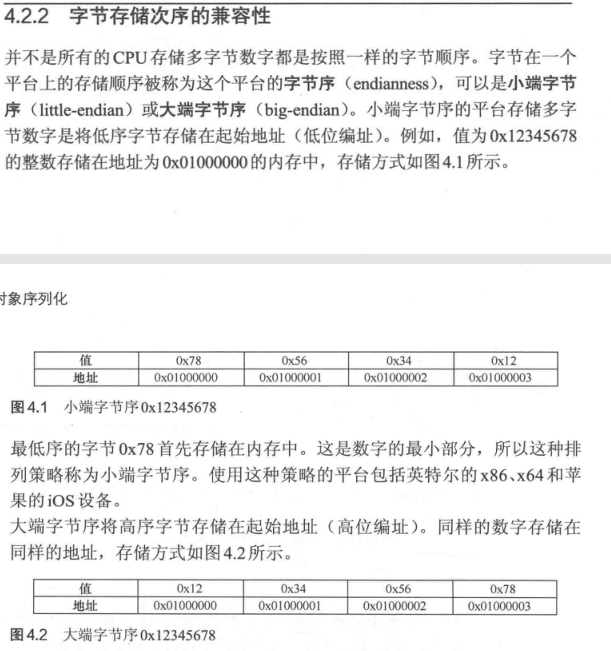 4.2.2 字节存储次序的兼容性
并不是所有的CPU存储多字节数字都是按照一样的字节顺序。字节在一个
平台上的存储顺序被称为这个平台的字节序（endianness），可以是小端字节
序（little-endian）或大端字节序（big-endian）。小端字节序的平台存储多字
节数字是将低序字节存储在起始地址（低位编址）。例如，值为0x12345678
的整数存储在地址为0x01000000的内存中，存储方式如图4.1所示。
对象序列化
值 0x78 0x56 0x34 0x12
地址 0x01000000 0x01000001 0x01000002 0x01000003
图4.1 小端字节序0x12345678
最低序的字节0x78首先存储在内存中。这是数字的最小部分，所以这种排
列策略称为小端字节序。使用这种策略的平台包括英特尔的x86、x64和苹
果的iOS设备。
大端字节序将高序字节存储在起始地址（高位编址）。同样的数字存储在
同样的地址，存储方式如图4.2所示。
值 0x12 0x34 0x56 0x78
地址 0x01000000 0x01000001 0x01000002 0x01000003
图4.2 大端字节序0x12345678